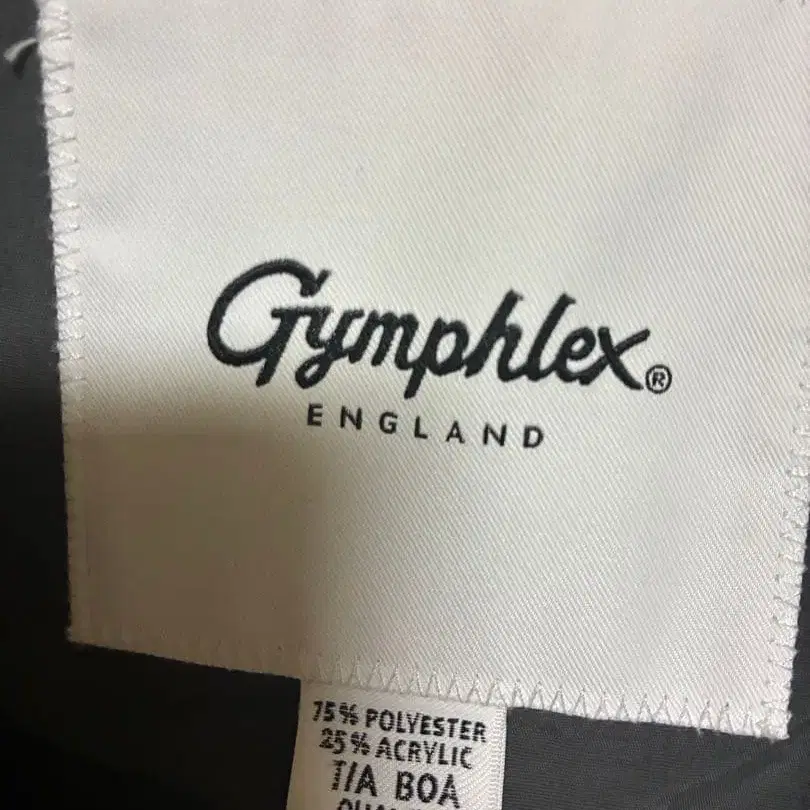 Gymphlex®
ENGLAND
75% POLYESTER
25% ACRYLIC
T/A BOA